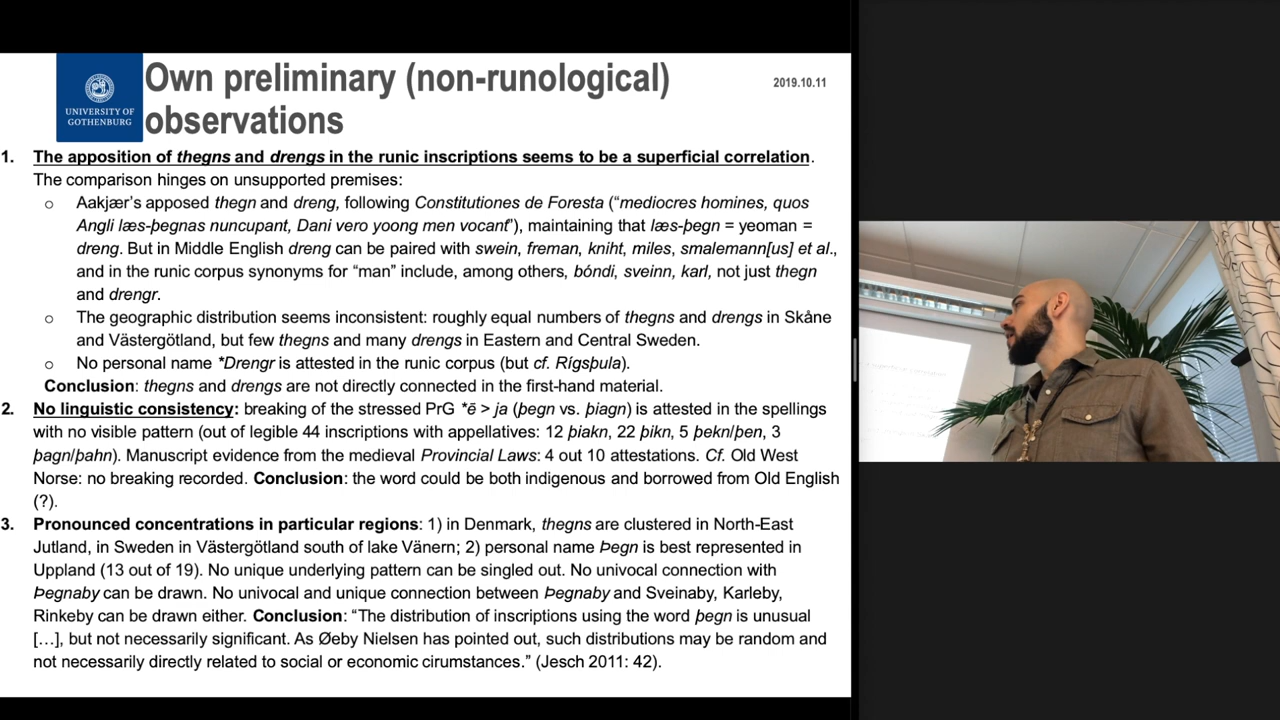 UNIVERSITY OF
GOTHENBURG
Own preliminary (non-runological)
observations
2019.10.11
1. The apposition of thegns and drengs in the runic inscriptions seems to be a superficial correlation.
The comparison hinges on unsupported premises:
o Aakjær’s apposed thegn and dreng, following Constitutiones de Foresta (“mediocres homines, quos
Angli læs-þegnas nuncupant, Dani vero yoong men vocant”), maintaining that læs-þegn = yeoman =
dreng. But in Middle English dreng can be paired with swein, freman, kniht, miles, smalemann[us] et al.,
and in the runic corpus synonyms for “man” include, among others, bóndi, sveinn, karl, not just thegn
and drengr.
o The geographic distribution seems inconsistent: roughly equal numbers of thegns and drengs in Skåne
and Västergötland, but few thegns and many drengs in Eastern and Central Sweden.
o No personal name *Drengr is attested in the runic corpus (but cf. Rígsþula).
Conclusion: thegns and drengs are not directly connected in the first-hand material.
2. No linguistic consistency: breaking of the stressed PrG *ē > ja (þegn vs. þiagn) is attested in the spellings
with no visible pattern (out of legible 44 inscriptions with appellatives: 12 þiakn, 22 þikn, 5 þekn/þen, 3
þagn/þahn). Manuscript evidence from the medieval Provincial Laws: 4 out 10 attestations. Cf. Old West
Norse: no breaking recorded. Conclusion: the word could be both indigenous and borrowed from Old English
(?).
3. Pronounced concentrations in particular regions: 1) in Denmark, thegns are clustered in North-East
Jutland, in Sweden in Västergötland south of lake Vänern; 2) personal name Þegn is best represented in
Uppland (13 out of 19). No unique underlying pattern can be singled out. No univocal connection with
Þegnaby can be drawn. No univocal and unique connection between Þegnaby and Sveinaby, Karleby,
Rinkeby can be drawn either. Conclusion: “The distribution of inscriptions using the word þegn is unusual
[…], but not necessarily significant. As Øeby Nielsen has pointed out, such distributions may be random and
not necessarily directly related to social or economic cirumstances.” (Jesch 2011: 42).